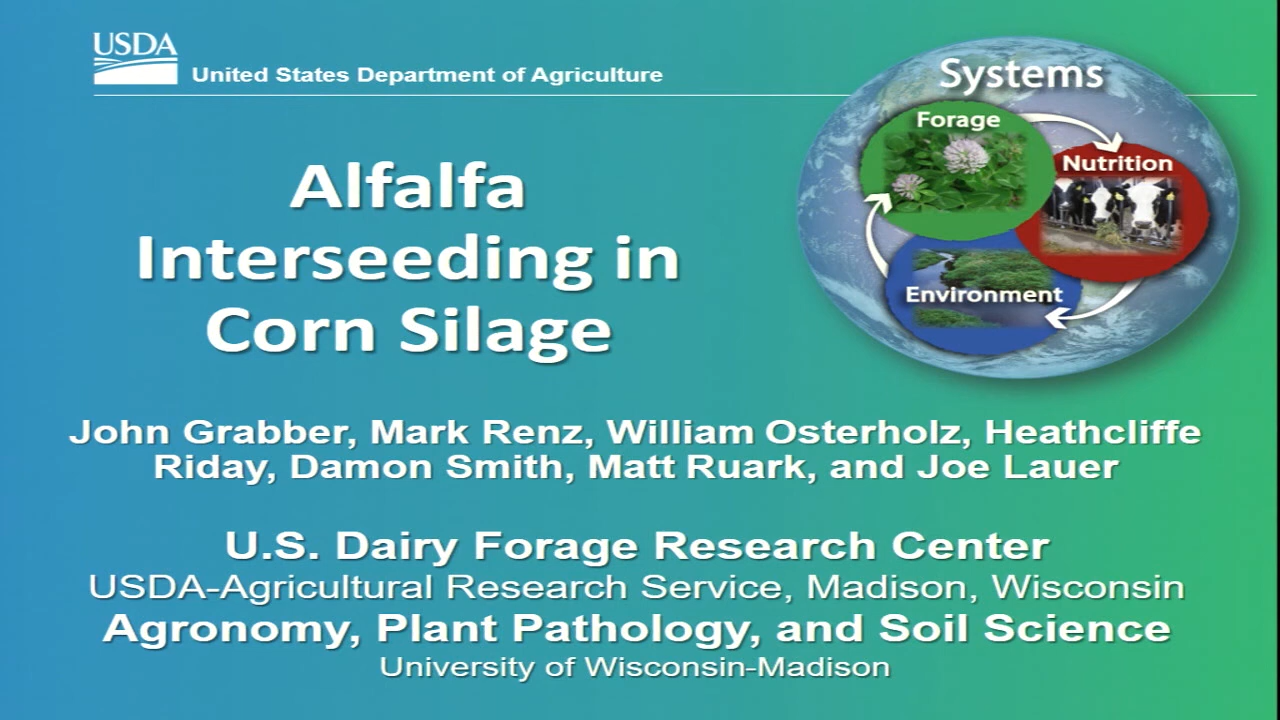 USDA
United States Department of Agriculture
Systems
Forage
Nutrition
Environment
Alfalfa
Interseeding in
Corn Silage
John Grabber, Mark Renz, William Osterholz, Heathcliffe
Riday, Damon Smith, Matt Ruark, and Joe Lauer
U.S. Dairy Forage Research Center
USDA-Agricultural Research Service, Madison, Wisconsin
Agronomy, Plant Pathology, and Soil Science
University of Wisconsin-Madison